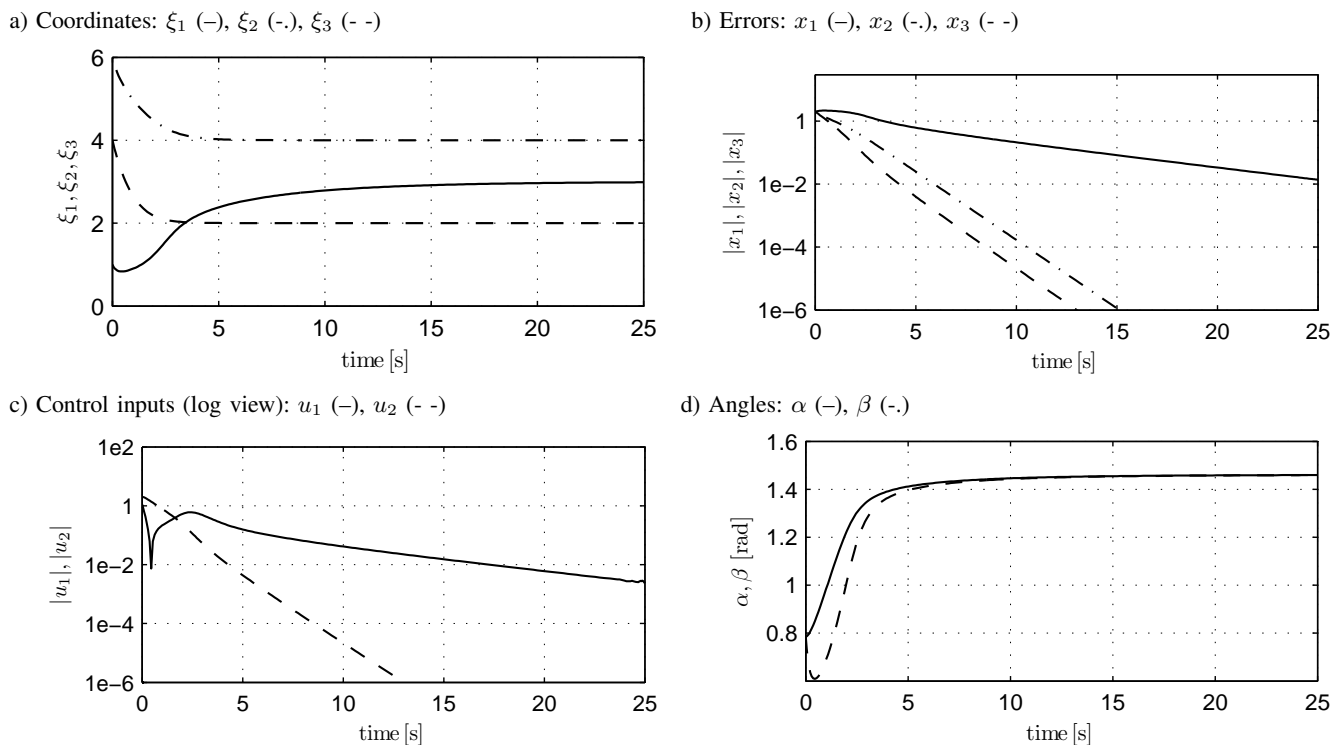 a) Coordinates: ξ₁ (–), ξ₂ (-.), ξ₃ (- -)
6
4
2
0
0 5 10 15 20 25
ξ₁, ξ₂, ξ₃
time [s]
b) Errors: x₁ (–), x₂ (-.), x₃ (- -)
1
1e−2
1e−4
1e−6
0 5 10 15 20 25
|x₁|, |x₂|, |x₃|
time [s]
c) Control inputs (log view): u₁ (–), u₂ (- -)
1e2
1
1e−2
1e−4
1e−6
0 5 10 15 20 25
|u₁|, |u₂|
time [s]
d) Angles: α (–), β (-.)
1.6
1.4
1.2
1
0.8
0 5 10 15 20 25
α, β [rad]
time [s]